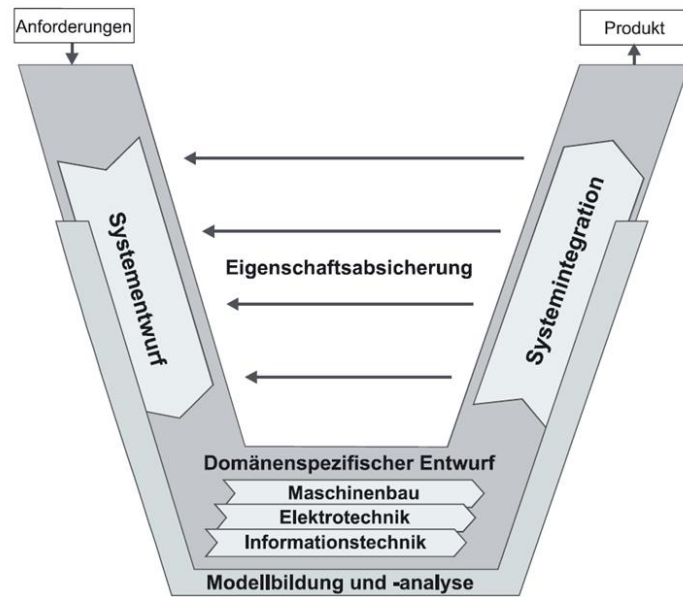 Anforderungen
Produkt
Systementwurf
Eigenschaftsabsicherung
Systemintegration
Domänenspezifischer Entwurf
Maschinenbau
Elektrotechnik
Informationstechnik
Modellbildung und -analyse